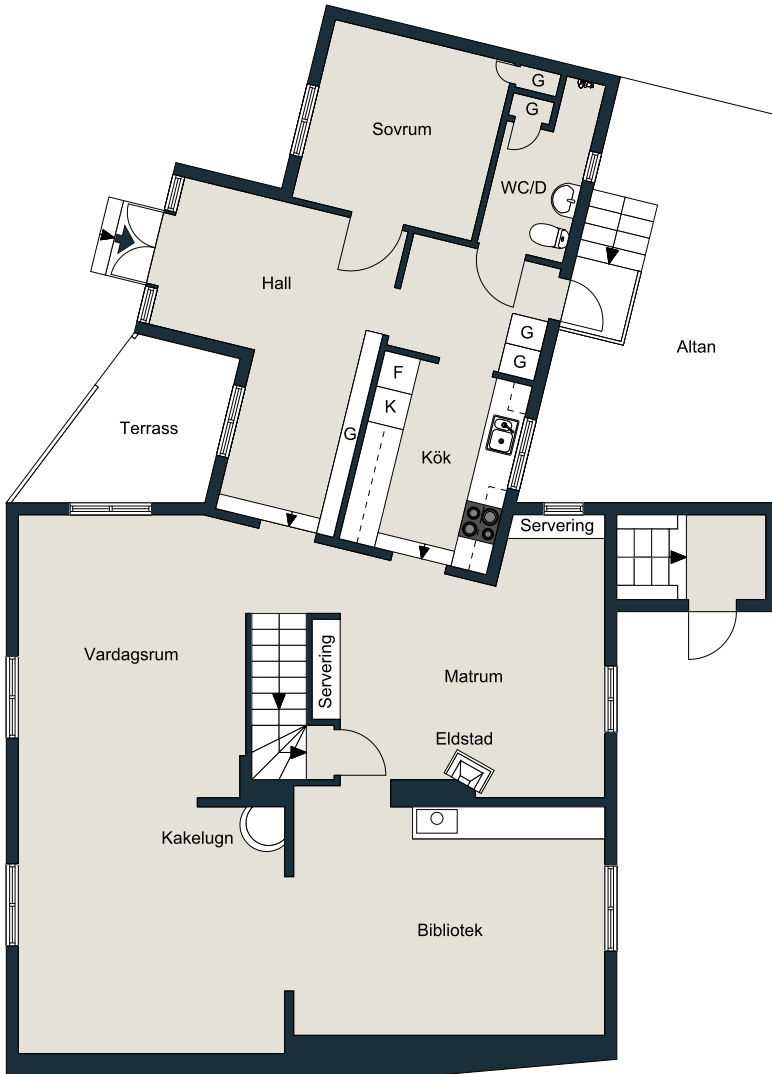 G
G
Sovrum
WC/D
Hall
G
G
Altan
F
K
Terrass
G
Kök
Servering
Vardagsrum
Servering
Matrum
Eldstad
Kakelugn
Bibliotek